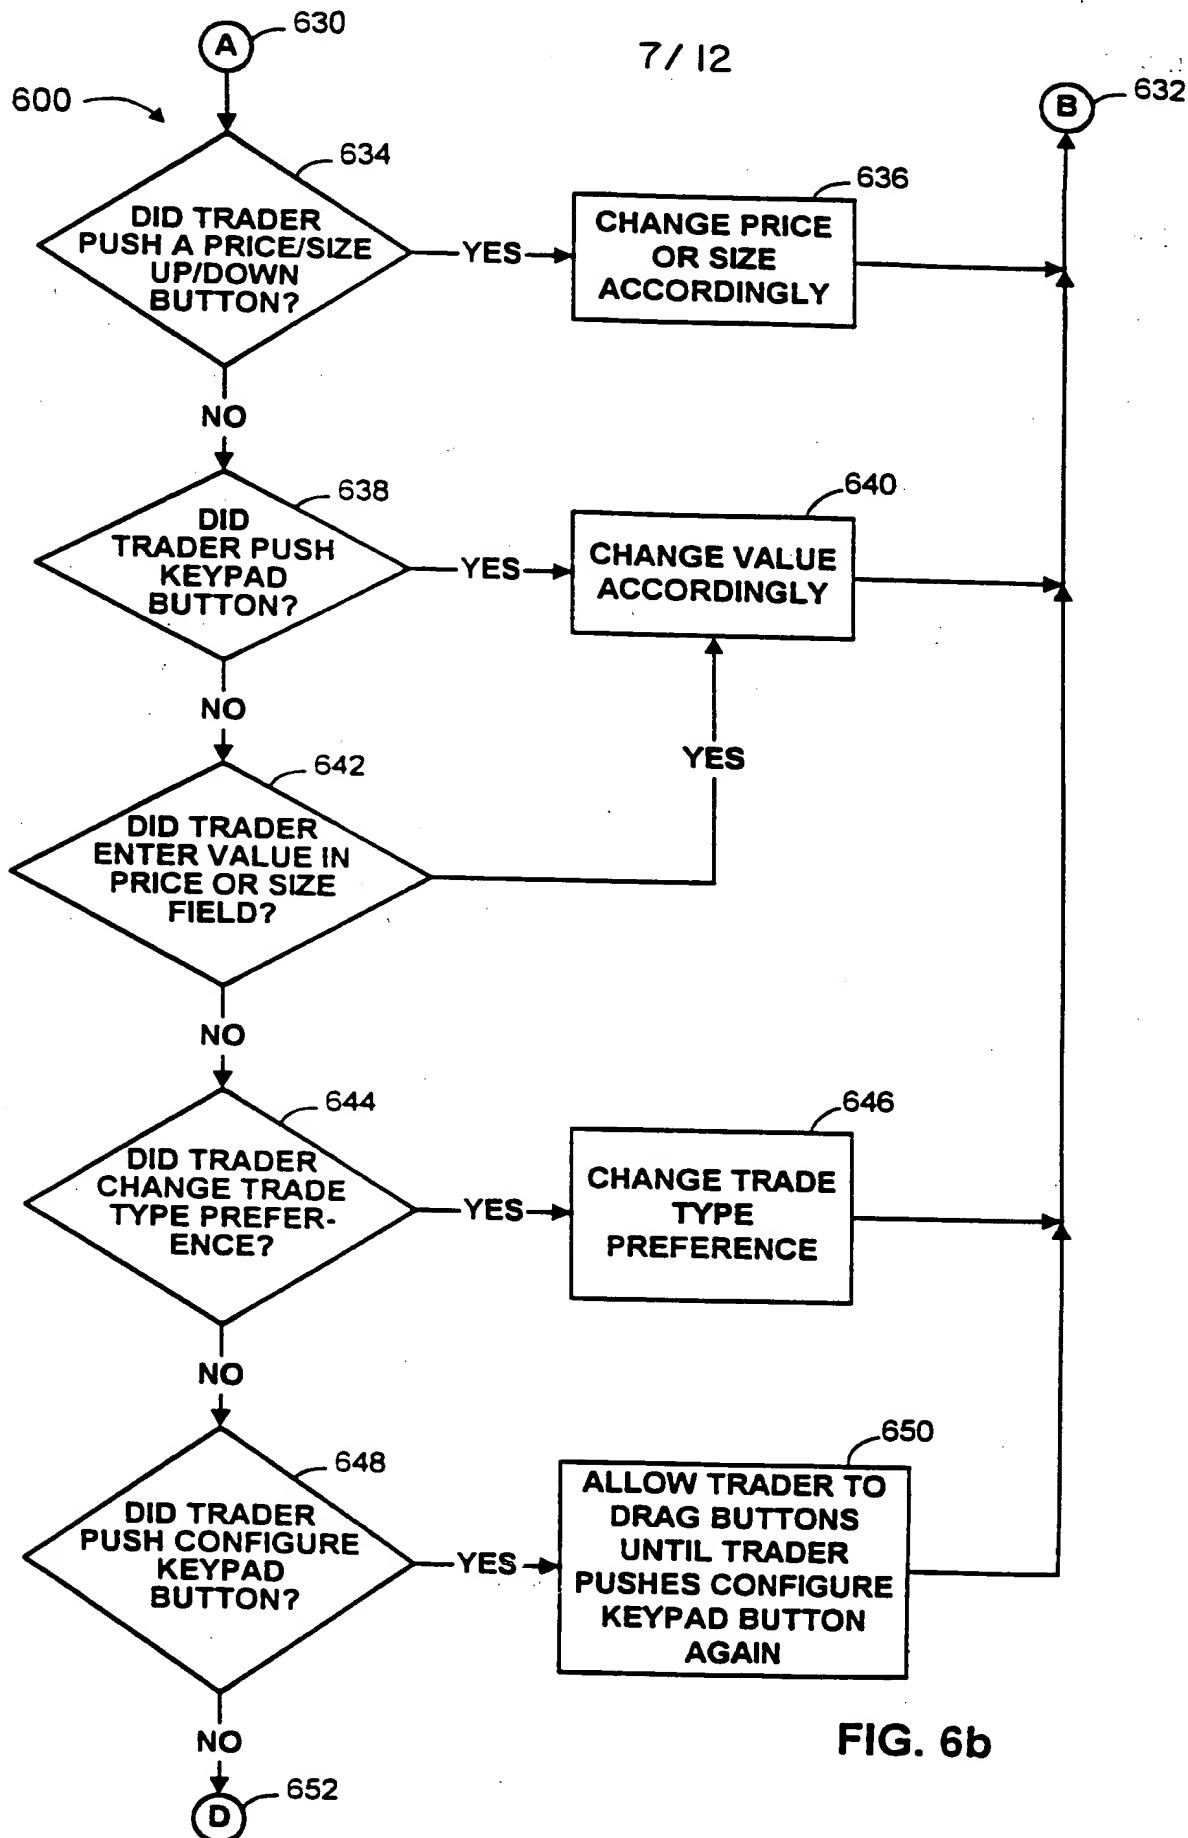 A
630
7/12
600
B
632
634
DID TRADER
PUSH A PRICE/SIZE
UP/DOWN
BUTTON?
YES
636
CHANGE PRICE
OR SIZE
ACCORDINGLY
NO
638
DID
TRADER PUSH
KEYPAD
BUTTON?
YES
640
CHANGE VALUE
ACCORDINGLY
NO
YES
642
DID TRADER
ENTER VALUE IN
PRICE OR SIZE
FIELD?
NO
644
DID TRADER
CHANGE TRADE
TYPE PREFER-
ENCE?
YES
646
CHANGE TRADE
TYPE
PREFERENCE
NO
648
DID TRADER
PUSH CONFIGURE
KEYPAD
BUTTON?
YES
650
ALLOW TRADER TO
DRAG BUTTONS
UNTIL TRADER
PUSHES CONFIGURE
KEYPAD BUTTON
AGAIN
NO
D
652
FIG. 6b